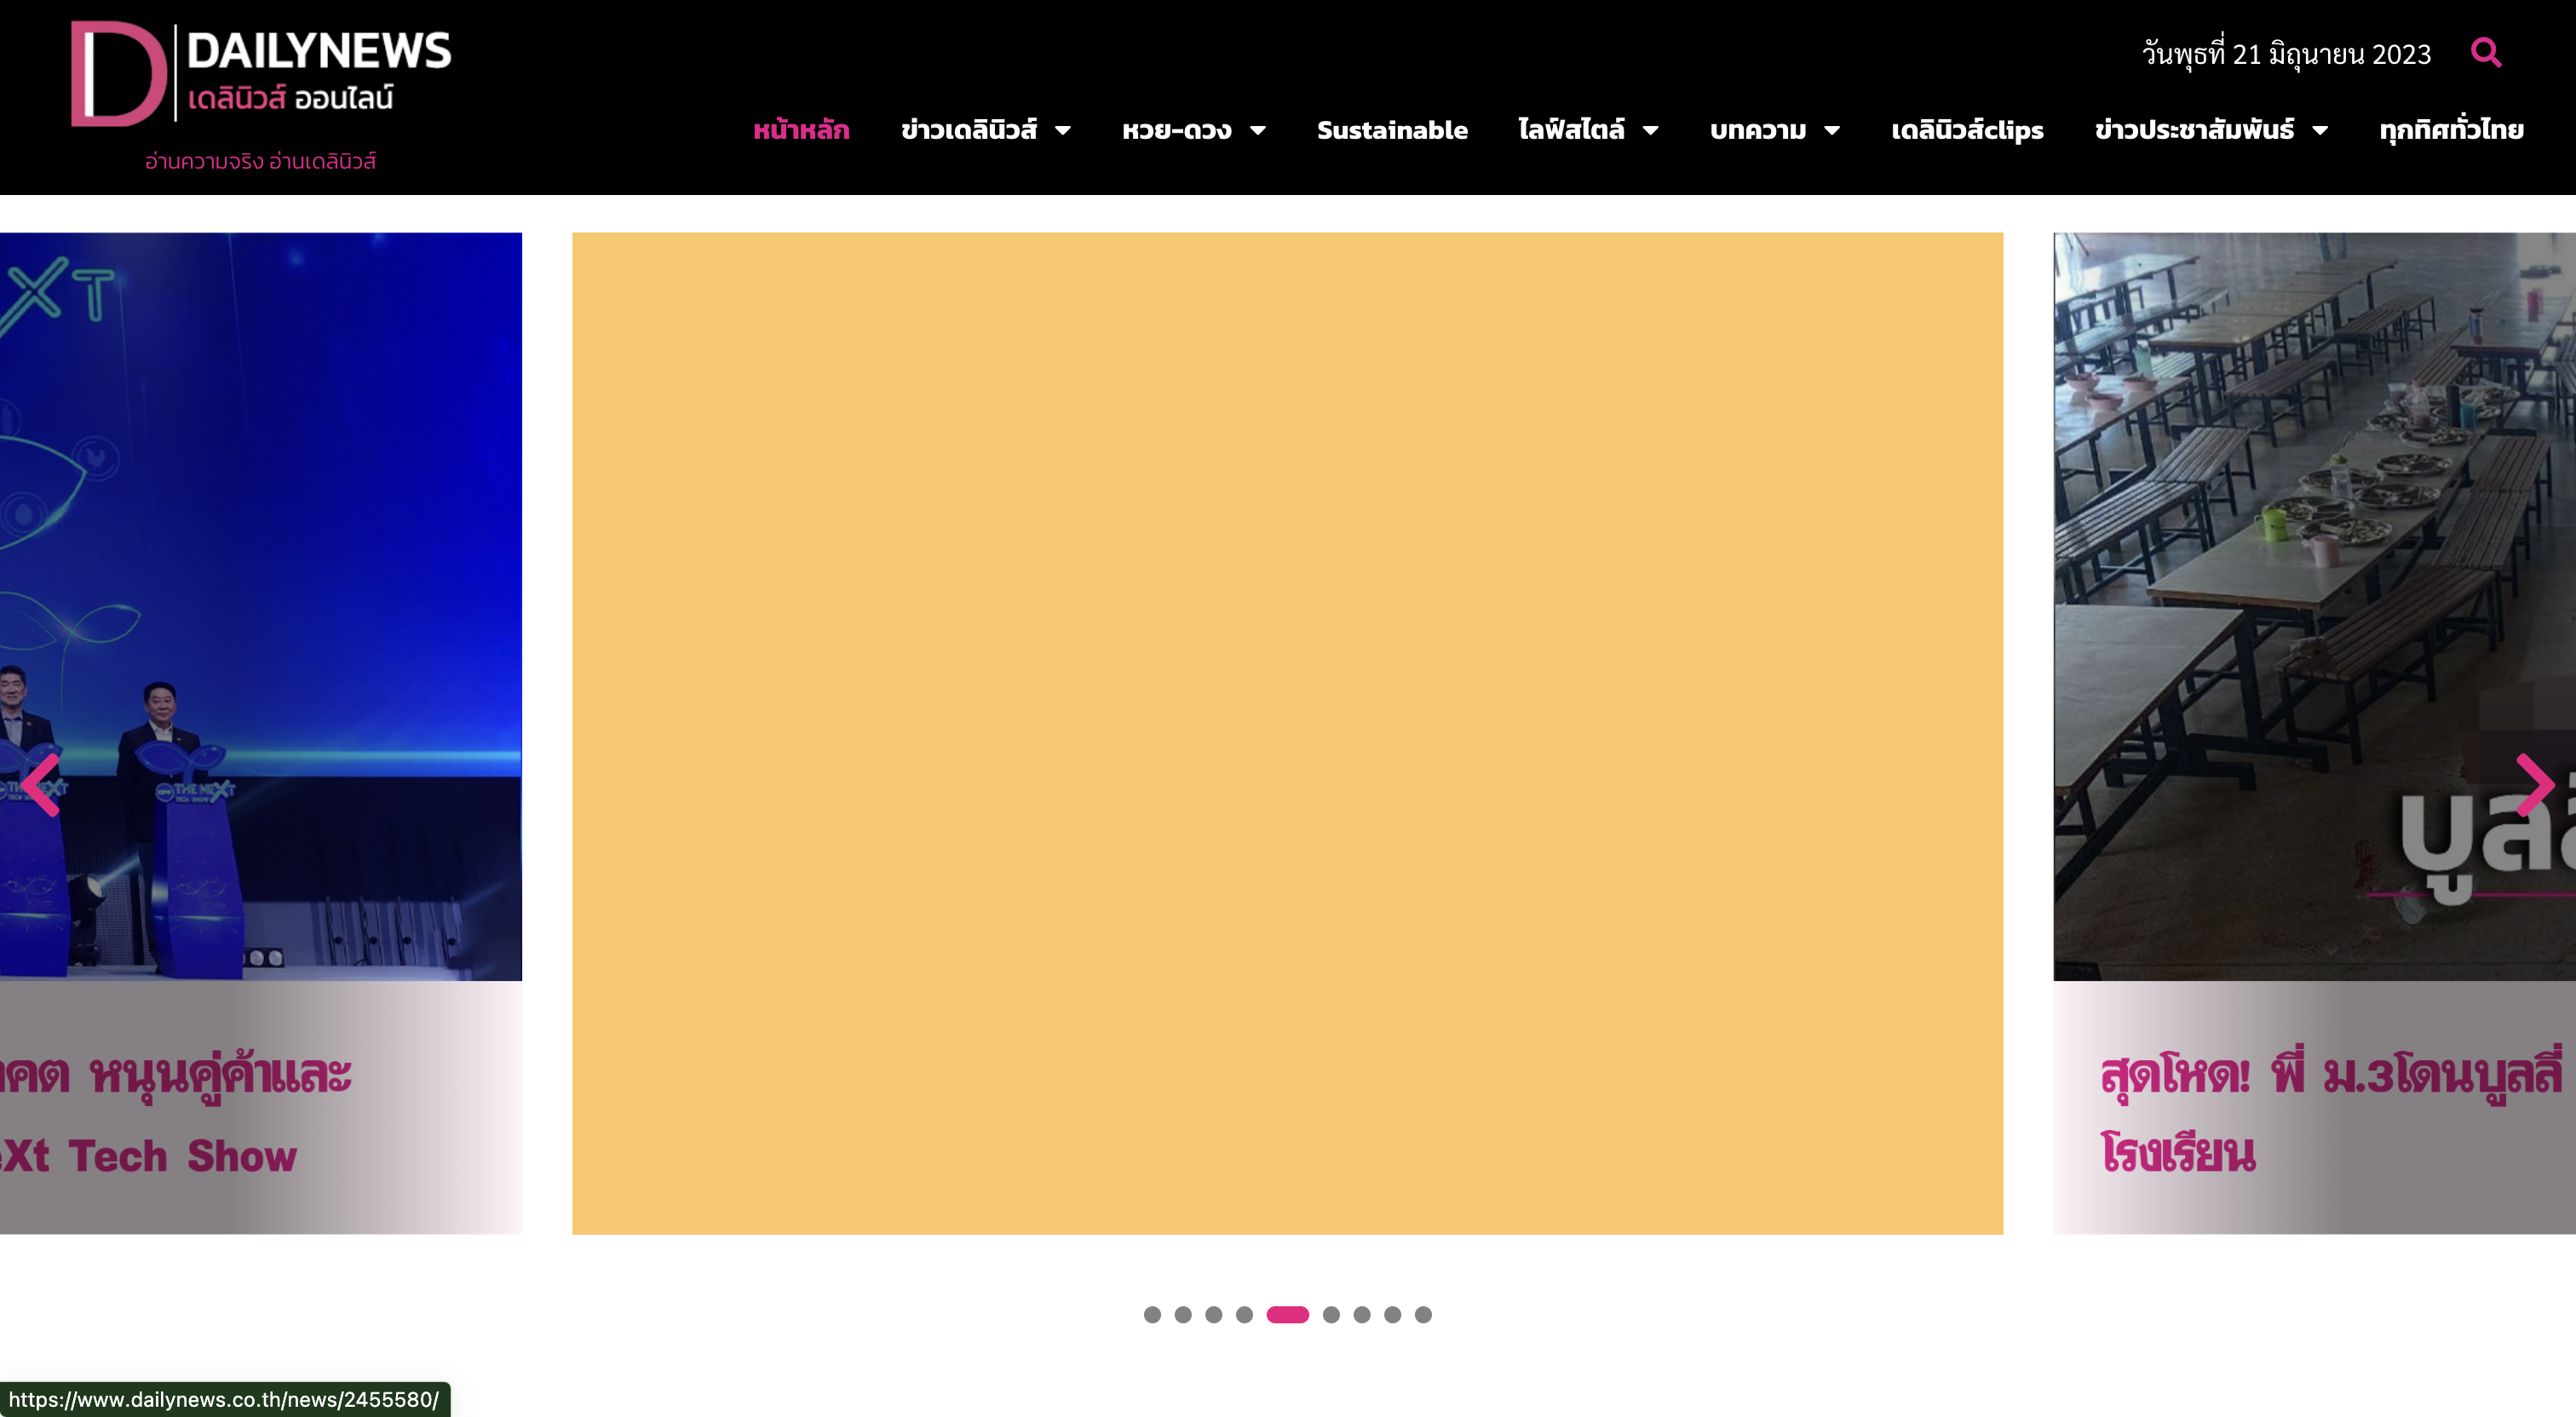 DAILYNEWS
เดลินิวส์ ออนไลน์
อ่านความจริง อ่านเดลินิวส์
วันพุธที่ 21 มิถุนายน 2023
หน้าหลัก ข่าวเดลินิวส์ หวย-ดวง Sustainable ไลฟ์สไตล์ บทความ เดลินิวส์clips ข่าวประชาสัมพันธ์ ทุกทิศทั่วไทย
THE NEXT
TECH SHOW
หนุนคู่ค้าและ
Tech Show
สุดโหด! พี่ ม.3โดนบูลลี่
โรงเรียน
https://www.dailynews.co.th/news/2455580/